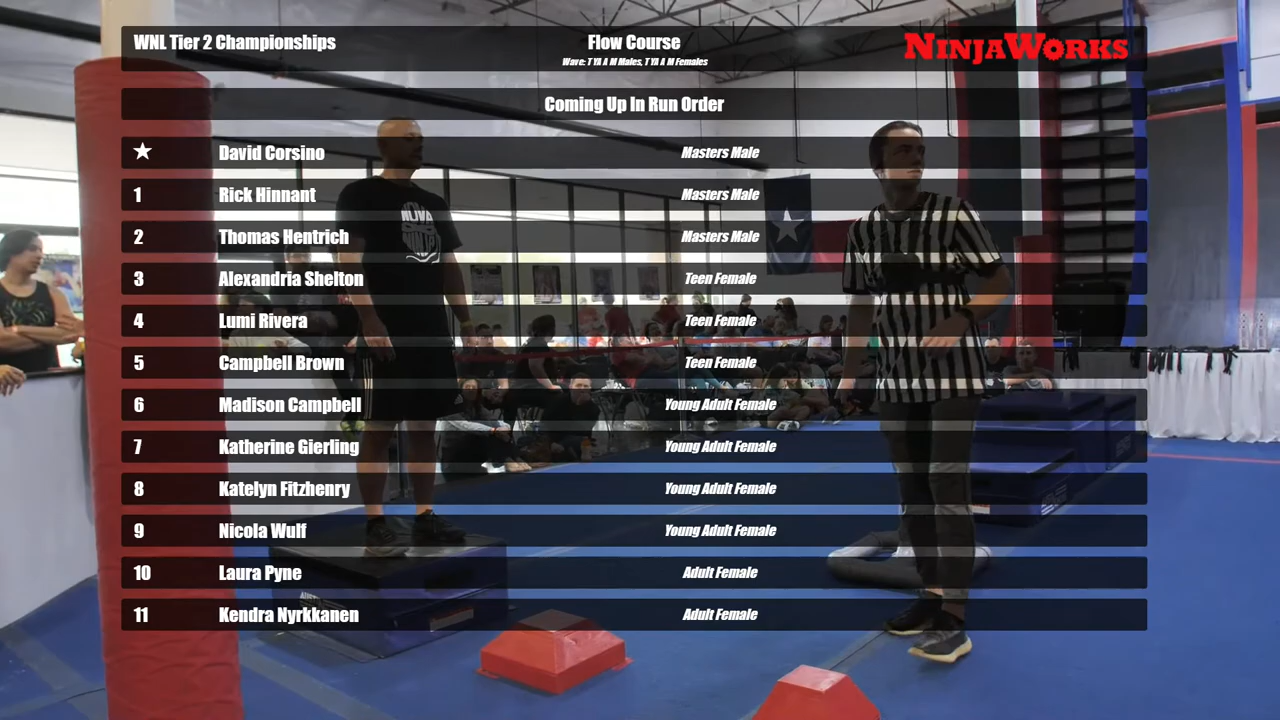 WNL Tier 2 Championships
Flow Course
Wave: T YA A M Males, T YA A M Females
NINJAWORKS
Coming Up In Run Order
★ David Corsino Masters Male
1 Rick Hinnant Masters Male
2 Thomas Hentrich Masters Male
3 Alexandria Shelton Teen Female
4 Lumi Rivera Teen Female
5 Campbell Brown Teen Female
6 Madison Campbell Young Adult Female
7 Katherine Gierling Young Adult Female
8 Katelyn Fitzhenry Young Adult Female
9 Nicola Wulf Young Adult Female
10 Laura Pyne Adult Female
11 Kendra Nyrkkanen Adult Female